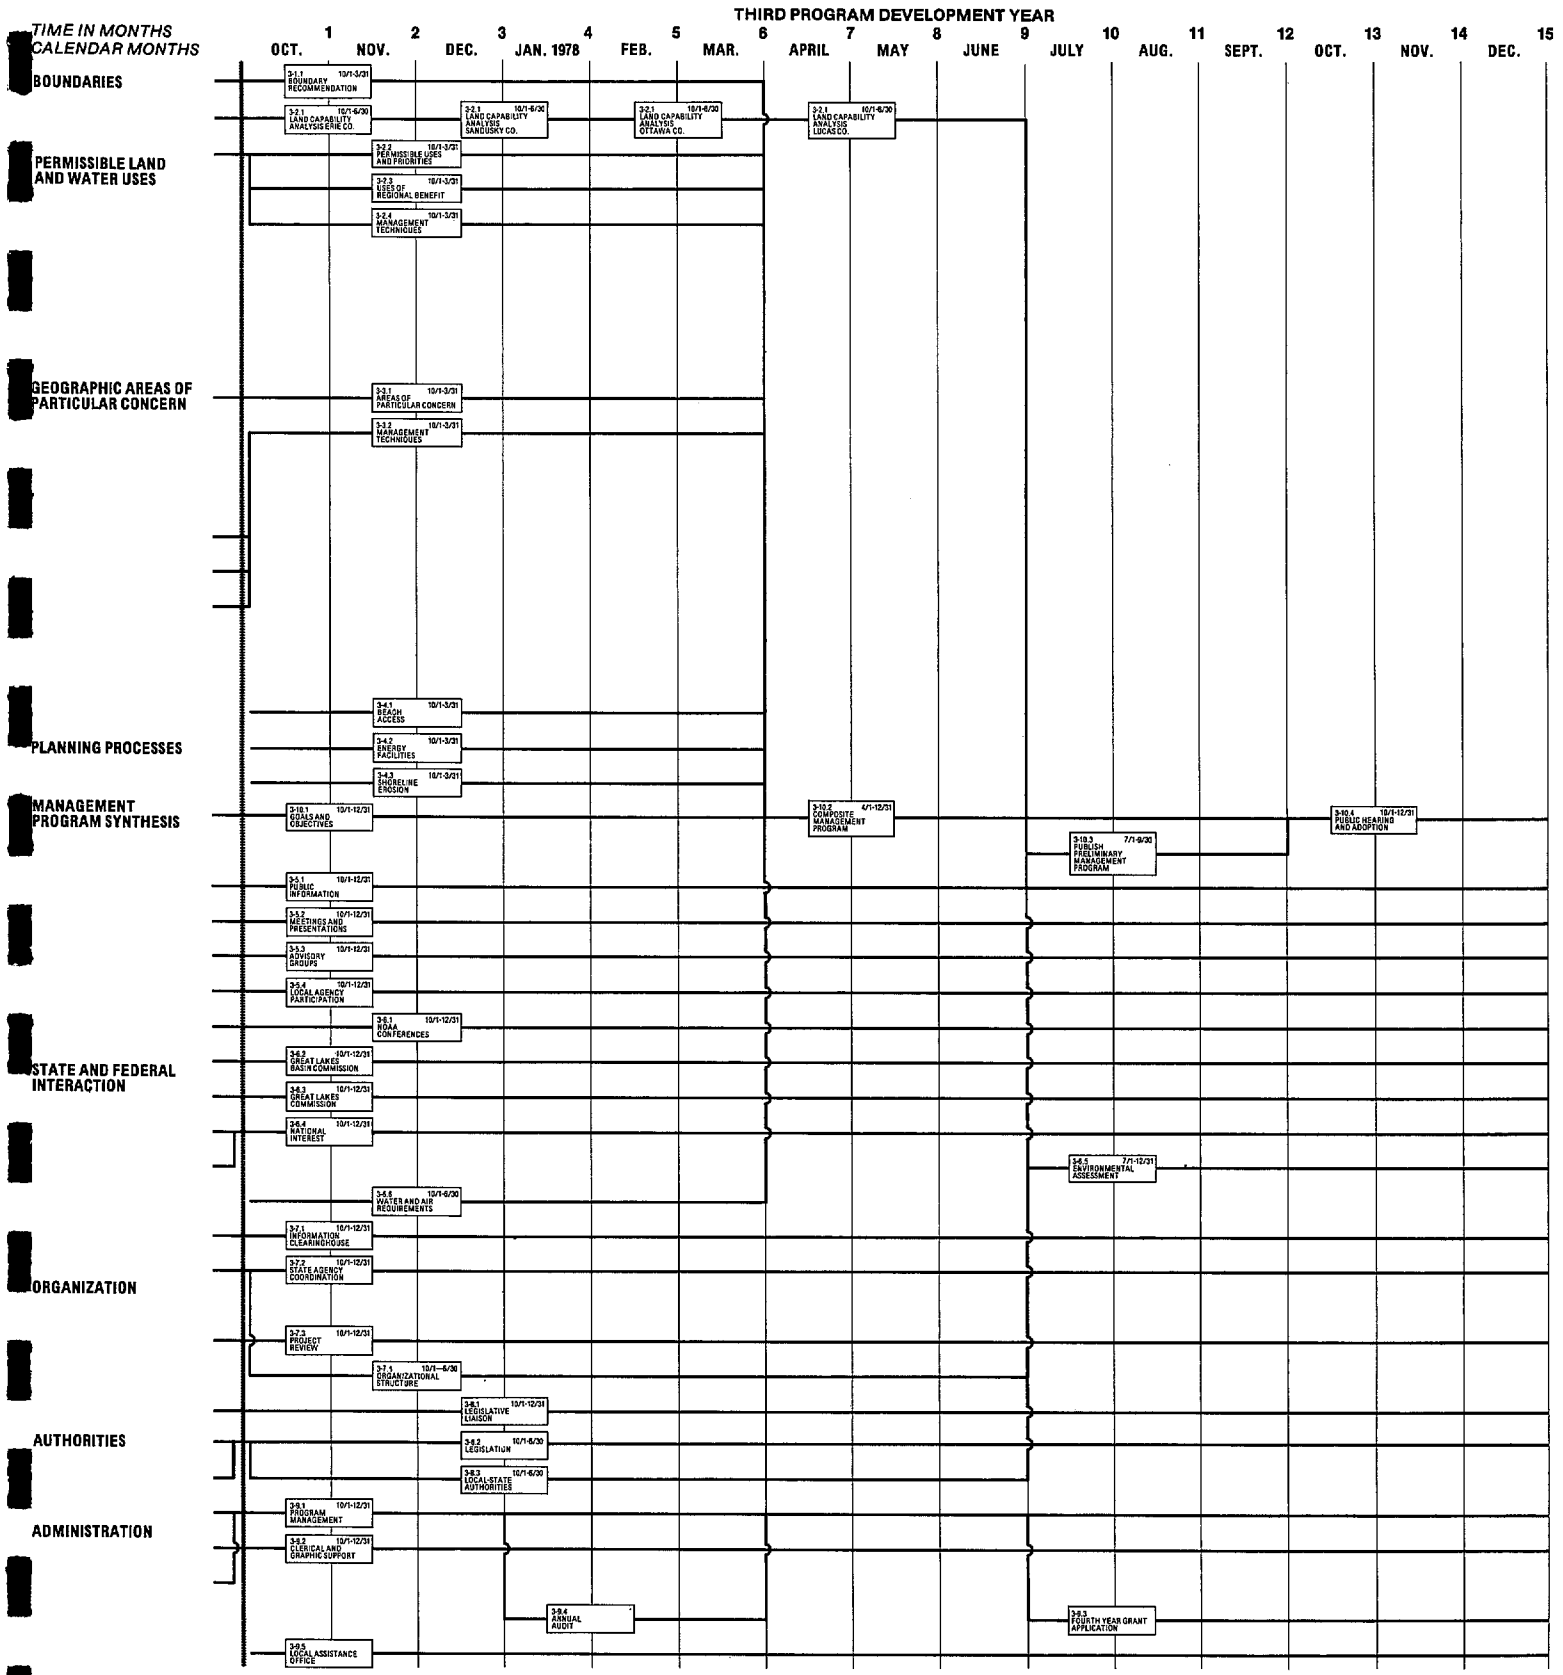 THIRD PROGRAM DEVELOPMENT YEAR
TIME IN MONTHS 1 2 3 4 5 6 7 8 9 10 11 12 13 14 15
CALENDAR MONTHS OCT. NOV. DEC. JAN. 1978 FEB. MAR. APRIL MAY JUNE JULY AUG. SEPT. OCT. NOV. DEC.
BOUNDARIES
3-1.1 10/1-3/31
BOUNDARY
RECOMMENDATION
3-2.1 10/1-6/30
LAND CAPABILITY
ANALYSIS ERIE CO.
3-2.1 10/1-6/30
LAND CAPABILITY
ANALYSIS
SANDUSKY CO.
3-2.1 10/1-6/30
LAND CAPABILITY
ANALYSIS
OTTAWA CO.
3-2.1 10/1-6/30
LAND CAPABILITY
ANALYSIS
LUCAS CO.
PERMISSIBLE LAND
AND WATER USES
3-2.2 10/1-3/31
PERMISSIBLE USES
AND PRIORITIES
3-2.3 10/1-3/31
USES OF
REGIONAL BENEFIT
3-2.4 10/1-3/31
MANAGEMENT
TECHNIQUES
GEOGRAPHIC AREAS OF
PARTICULAR CONCERN
3-3.1 10/1-3/31
AREAS OF
PARTICULAR CONCERN
3-3.2 10/1-3/31
MANAGEMENT
TECHNIQUES
PLANNING PROCESSES
3-4.1 10/1-3/31
BEACH
ACCESS
3-4.2 10/1-3/31
ENERGY
FACILITIES
3-4.3 10/1-3/31
SHORELINE
EROSION
MANAGEMENT
PROGRAM SYNTHESIS
3-10.1 10/1-12/31
GOALS AND
OBJECTIVES
3-10.2 4/1-12/31
COMPOSITE
MANAGEMENT
PROGRAM
3-10.4 10/1-12/31
PUBLIC HEARING
AND ADOPTION
3-10.3 7/1-9/30
PUBLISH
PRELIMINARY
MANAGEMENT
PROGRAM
3-5.1 10/1-12/31
PUBLIC
INFORMATION
3-5.2 10/1-12/31
MEETINGS AND
PRESENTATIONS
3-5.3 10/1-12/31
ADVISORY
GROUPS
3-5.4 10/1-12/31
LOCAL AGENCY
PARTICIPATION
STATE AND FEDERAL
INTERACTION
3-6.1 10/1-12/31
NOAA
CONFERENCES
3-6.2 10/1-12/31
GREAT LAKES
BASIN COMMISSION
3-6.3 10/1-12/31
GREAT LAKES
COMMISSION
3-6.4 10/1-12/31
NATIONAL
INTEREST
3-6.5 7/1-12/31
ENVIRONMENTAL
ASSESSMENT
3-6.6 10/1-6/30
WATER AND AIR
REQUIREMENTS
ORGANIZATION
3-7.1 10/1-12/31
INFORMATION
CLEARINGHOUSE
3-7.2 10/1-12/31
STATE AGENCY
COORDINATION
3-7.3 10/1-12/31
PROJECT
REVIEW
3-7.4 10/1—6/30
ORGANIZATIONAL
STRUCTURE
AUTHORITIES
3-8.1 10/1-12/31
LEGISLATIVE
LIAISON
3-8.2 10/1-6/30
LEGISLATION
3-8.3 10/1-6/30
LOCAL-STATE
AUTHORITIES
ADMINISTRATION
3-9.1 10/1-12/31
PROGRAM
MANAGEMENT
3-9.2 10/1-12/31
CLERICAL AND
GRAPHIC SUPPORT
3-9.4
ANNUAL
AUDIT
3-9.3
FOURTH YEAR GRANT
APPLICATION
3-9.5
LOCAL ASSISTANCE
OFFICE